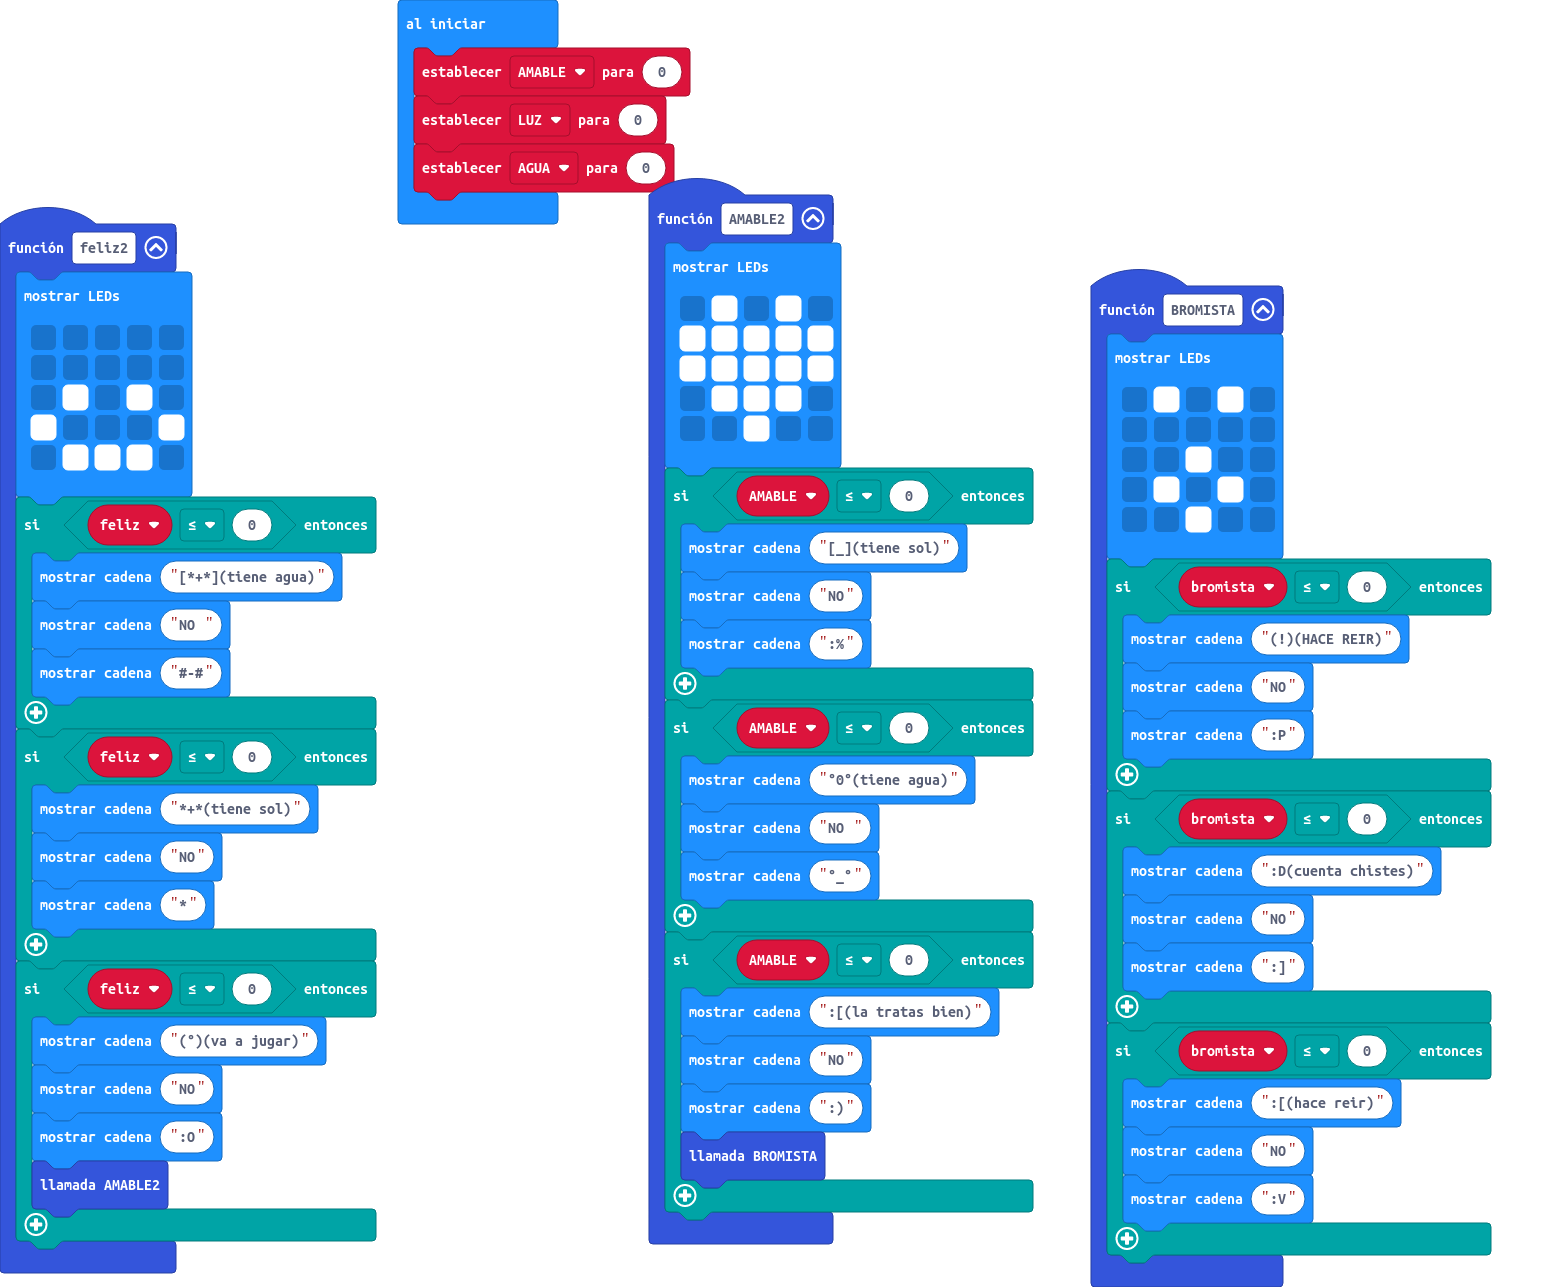 al iniciar
establecer AMABLE para 0
establecer LUZ para 0
establecer AGUA para 0
función feliz2
mostrar LEDs
si feliz ≤ 0 entonces
mostrar cadena "[*+*](tiene agua)"
mostrar cadena "NO "
mostrar cadena "#-#"
si feliz ≤ 0 entonces
mostrar cadena "*+*(tiene sol)"
mostrar cadena "NO"
mostrar cadena "*"
si feliz ≤ 0 entonces
mostrar cadena "(°)(va a jugar)"
mostrar cadena "NO"
mostrar cadena ":O"
llamada AMABLE2
función AMABLE2
mostrar LEDs
si AMABLE ≤ 0 entonces
mostrar cadena "[_](tiene sol)"
mostrar cadena "NO"
mostrar cadena ":%"
si AMABLE ≤ 0 entonces
mostrar cadena "°0°(tiene agua)"
mostrar cadena "NO "
mostrar cadena "°_°"
si AMABLE ≤ 0 entonces
mostrar cadena ":[(la tratas bien)"
mostrar cadena "NO"
mostrar cadena ":)"
llamada BROMISTA
función BROMISTA
mostrar LEDs
si bromista ≤ 0 entonces
mostrar cadena "(!)(HACE REIR)"
mostrar cadena "NO"
mostrar cadena ":P"
si bromista ≤ 0 entonces
mostrar cadena ":D(cuenta chistes)"
mostrar cadena "NO"
mostrar cadena ":]"
si bromista ≤ 0 entonces
mostrar cadena ":[(hace reir)"
mostrar cadena "NO"
mostrar cadena ":V"